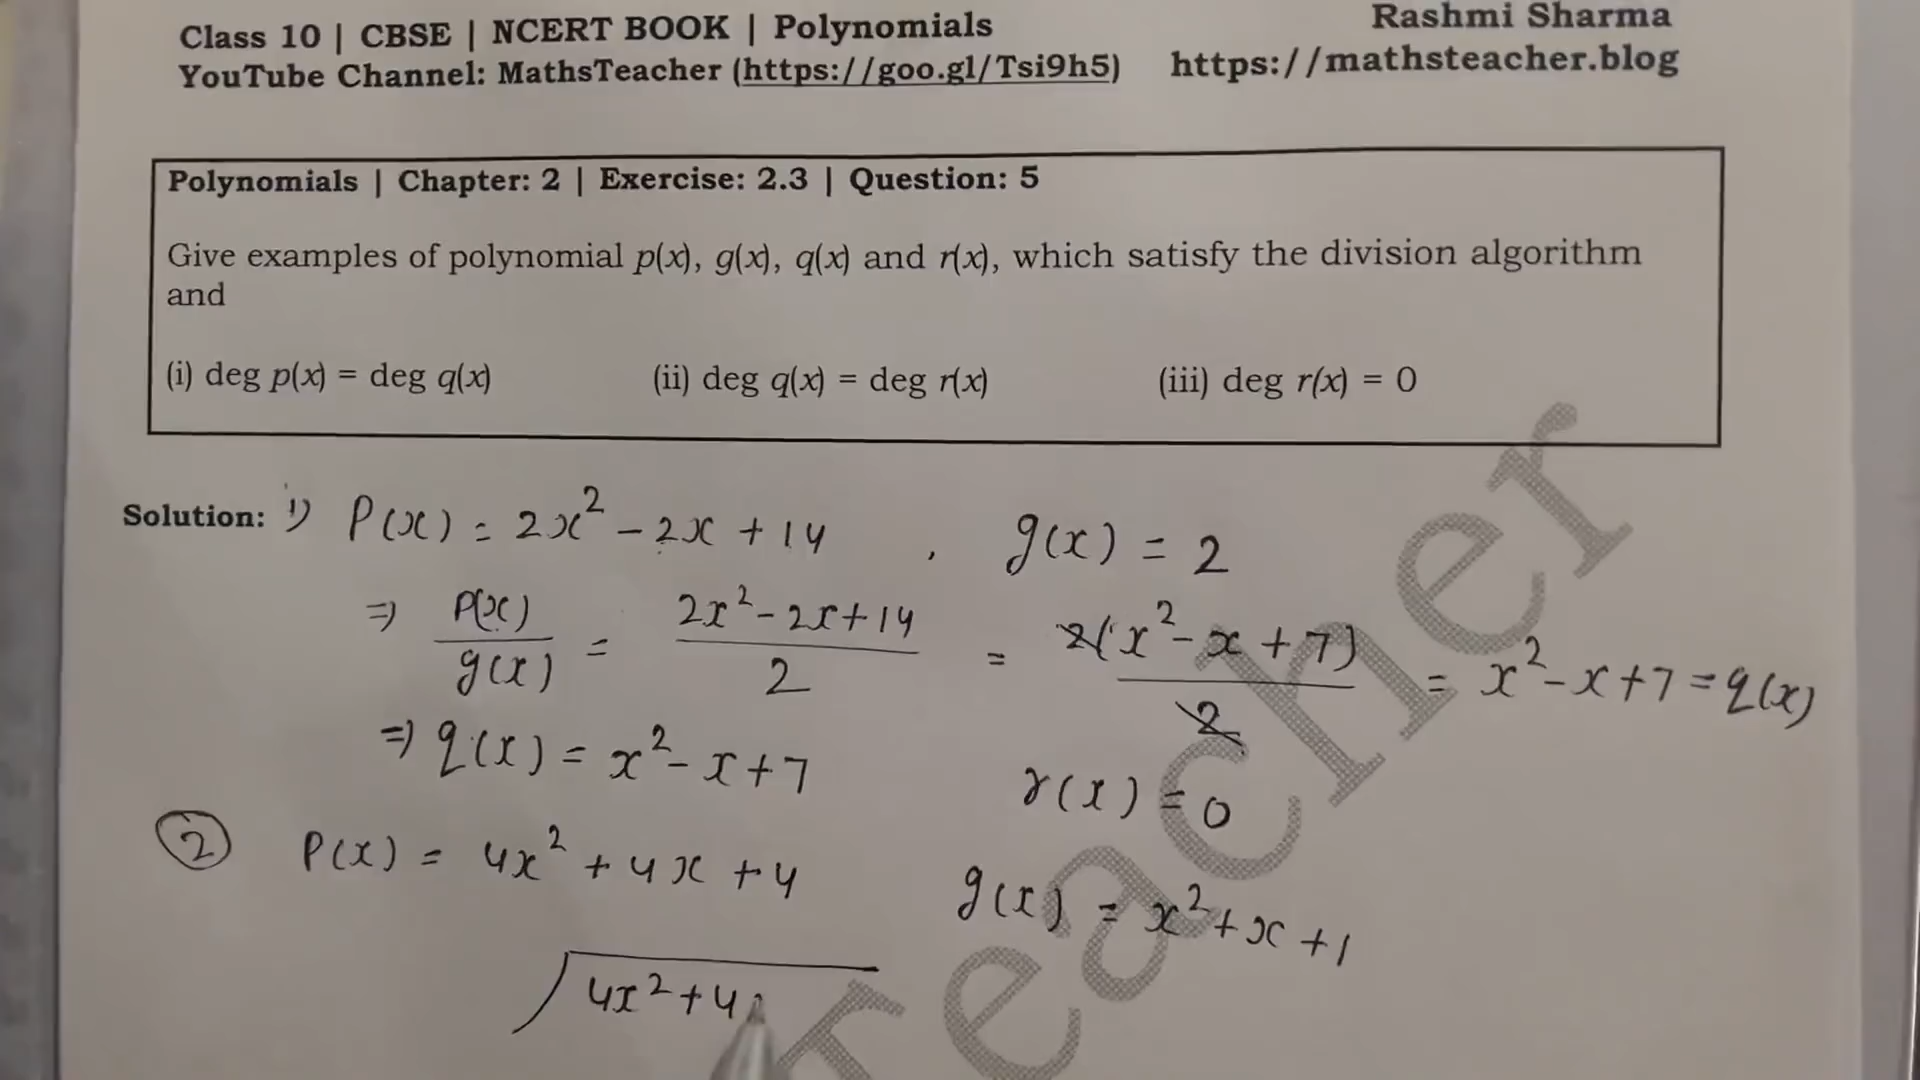 Class 10 | CBSE | NCERT BOOK | Polynomials
Rashmi Sharma
YouTube Channel: MathsTeacher (https://goo.gl/Tsi9h5)
https://mathsteacher.blog
Polynomials | Chapter: 2 | Exercise: 2.3 | Question: 5
Give examples of polynomial p(x), g(x), q(x) and r(x), which satisfy the division algorithm
and
(i) deg p(x) = deg q(x) (ii) deg q(x) = deg r(x) (iii) deg r(x) = 0
Solution: 1) P(x) = 2x² - 2x + 14 , g(x) = 2
⇒ P(x)/g(x) = (2x² - 2x + 14)/2 = 2(x² - x + 7)/2 = x² - x + 7 = q(x)
⇒ q(x) = x² - x + 7 r(x) = 0
② P(x) = 4x² + 4x + 4 g(x) = x² + x + 1
4x² + 4
eacher